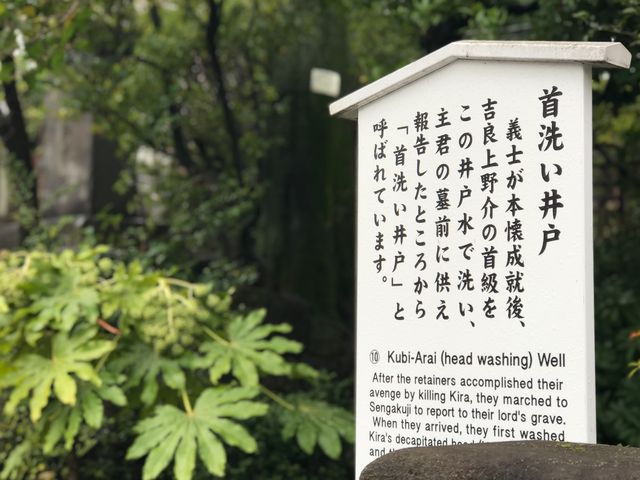 首洗い井戸
義士が本懐成就後、
吉良上野介の首級を
この井戸水で洗い、
主君の墓前に供え
報告したところから
「首洗い井戸」と
呼ばれています。
⑩ Kubi-Arai (head washing) Well
After the retainers accomplished their
avenge by killing Kira, they marched to
Sengakuji to report to their lord's grave.
When they arrived, they first washed
Kira's decapitated head